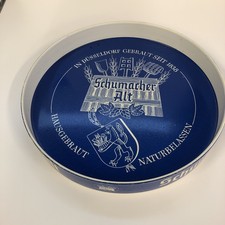 IN DÜSSELDORF GEBRAUT SEIT 1838
Schumacher
Alt
HAUSGEBRAUT
NATURBELASSEN